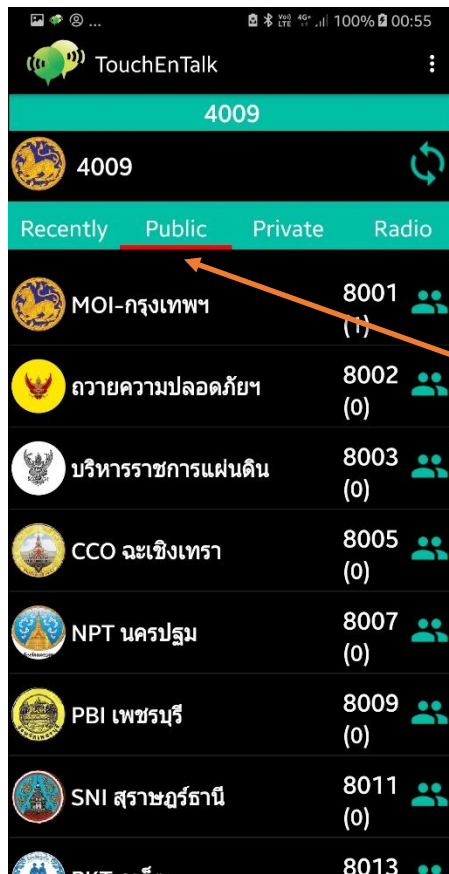 ...
100% 00:55
TouchEnTalk
4009
4009
Recently Public Private Radio
MOI-กรุงเทพฯ 8001
(1)
ถวายความปลอดภัยฯ 8002
(0)
บริหารราชการแผ่นดิน 8003
(0)
CCO ฉะเชิงเทรา 8005
(0)
NPT นครปฐม 8007
(0)
PBI เพชรบุรี 8009
(0)
SNI สุราษฎร์ธานี 8011
(0)
8013